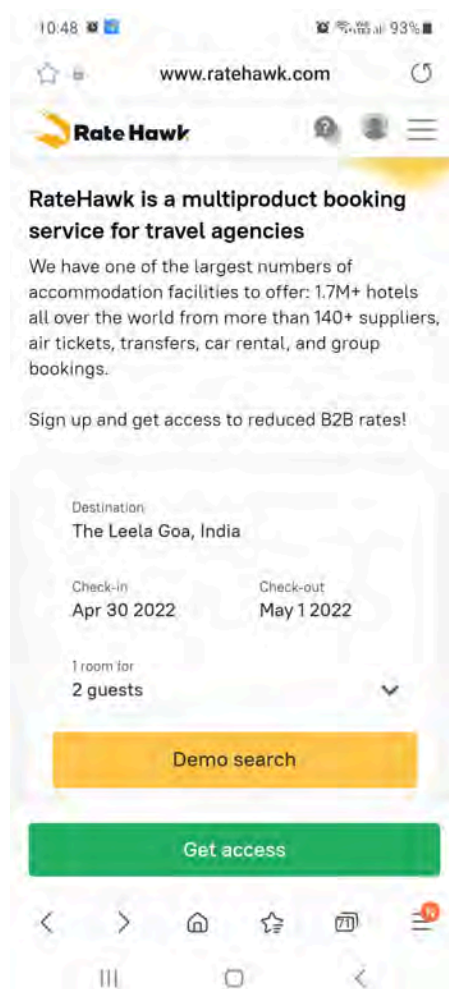 10:48
93%
www.ratehawk.com
Rate Hawk
RateHawk is a multiproduct booking
service for travel agencies
We have one of the largest numbers of
accommodation facilities to offer: 1.7M+ hotels
all over the world from more than 140+ suppliers,
air tickets, transfers, car rental, and group
bookings.
Sign up and get access to reduced B2B rates!
Destination
The Leela Goa, India
Check-in Check-out
Apr 30 2022 May 1 2022
1 room for
2 guests
Demo search
Get access
71 N